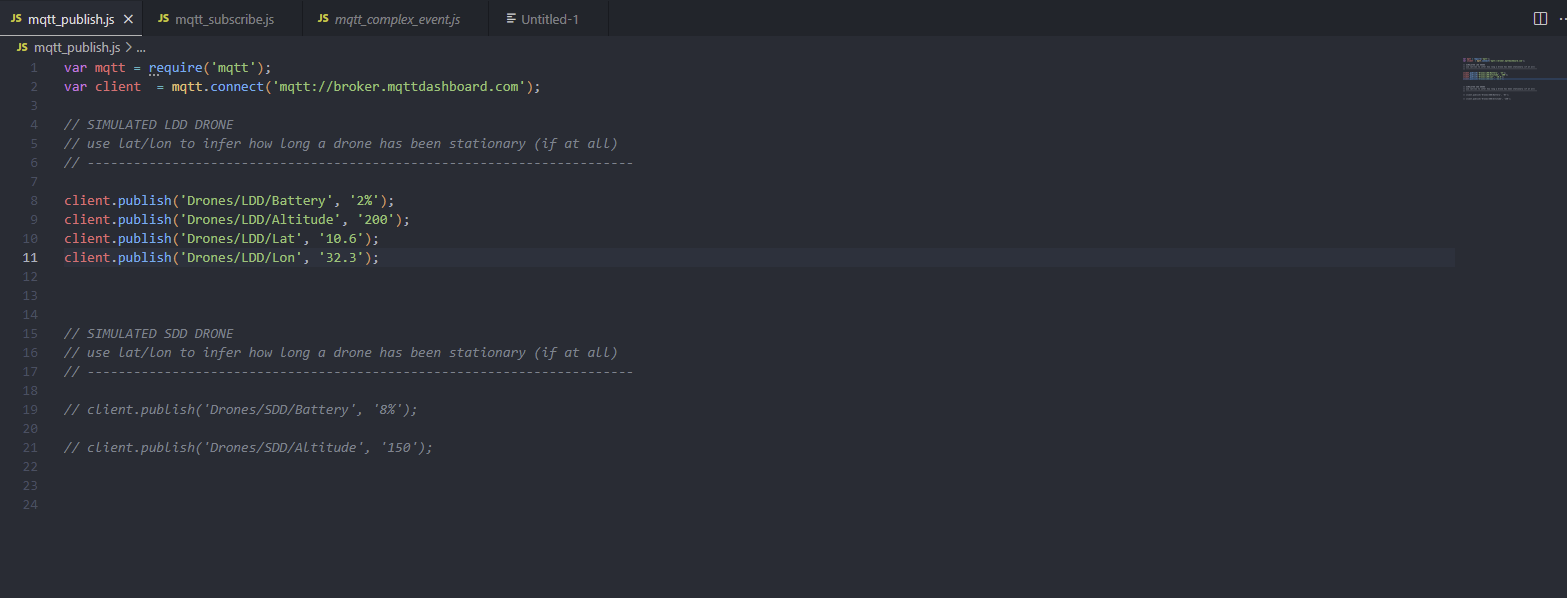 JS mqtt_publish.js × JS mqtt_subscribe.js JS mqtt_complex_event.js Untitled-1
JS mqtt_publish.js > ...
1 var mqtt = require('mqtt');
2 var client  = mqtt.connect('mqtt://broker.mqttdashboard.com');
3
4 // SIMULATED LDD DRONE
5 // use lat/lon to infer how long a drone has been stationary (if at all)
6 // -----------------------------------------------------------------------
7
8 client.publish('Drones/LDD/Battery', '2%');
9 client.publish('Drones/LDD/Altitude', '200');
10 client.publish('Drones/LDD/Lat', '10.6');
11 client.publish('Drones/LDD/Lon', '32.3');
12
13
14
15 // SIMULATED SDD DRONE
16 // use lat/lon to infer how long a drone has been stationary (if at all)
17 // -----------------------------------------------------------------------
18
19 // client.publish('Drones/SDD/Battery', '8%');
20
21 // client.publish('Drones/SDD/Altitude', '150');
22
23
24